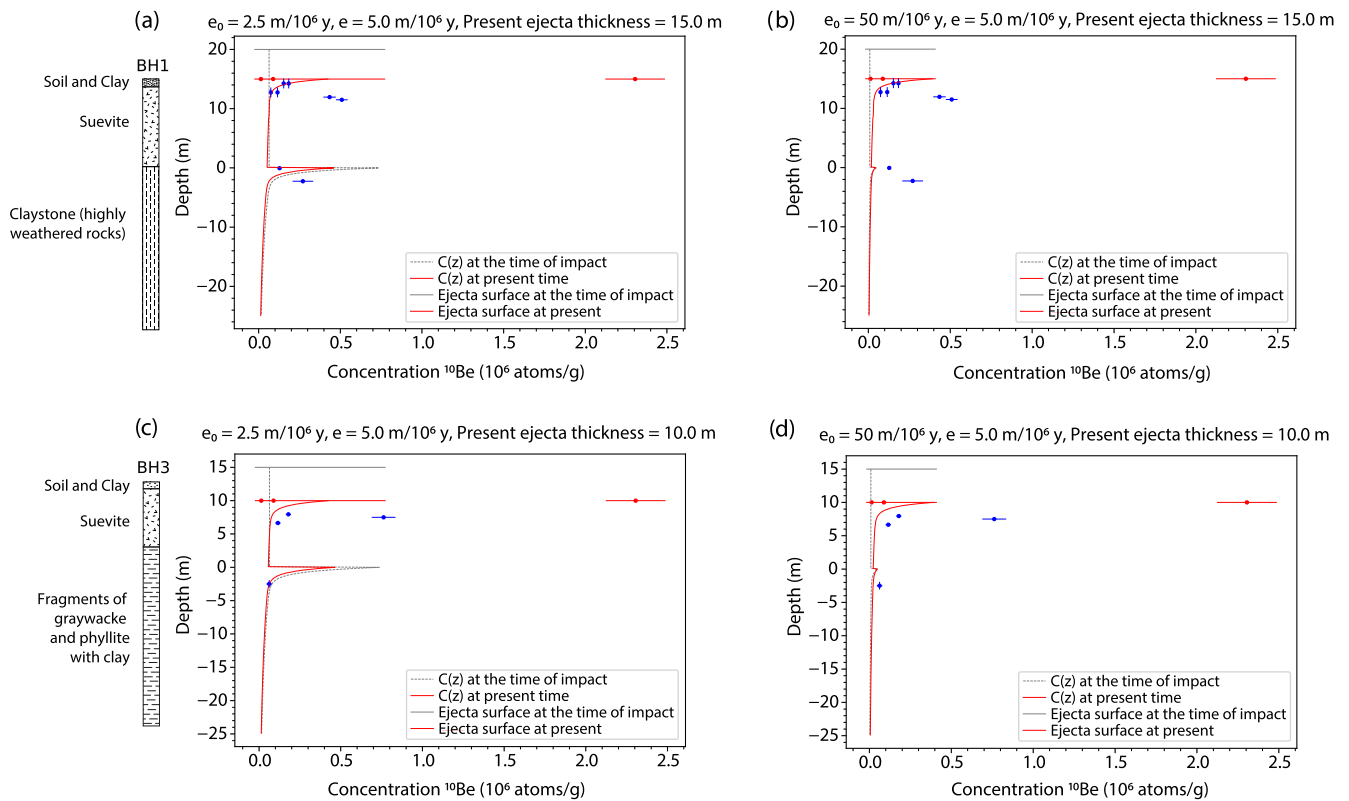 (a)
e₀ = 2.5 m/10⁶ y, e = 5.0 m/10⁶ y, Present ejecta thickness = 15.0 m
BH1
Soil and Clay
Suevite
Claystone (highly
weathered rocks)
Depth (m)
20
10
0
−10
−20
C(z) at the time of impact
C(z) at present time
Ejecta surface at the time of impact
Ejecta surface at present
0.0 0.5 1.0 1.5 2.0 2.5
Concentration ¹⁰Be (10⁶ atoms/g)
(b)
e₀ = 50 m/10⁶ y, e = 5.0 m/10⁶ y, Present ejecta thickness = 15.0 m
Depth (m)
20
10
0
−10
−20
C(z) at the time of impact
C(z) at present time
Ejecta surface at the time of impact
Ejecta surface at present
0.0 0.5 1.0 1.5 2.0 2.5
Concentration ¹⁰Be (10⁶ atoms/g)
(c)
e₀ = 2.5 m/10⁶ y, e = 5.0 m/10⁶ y, Present ejecta thickness = 10.0 m
BH3
Soil and Clay
Suevite
Fragments of
graywacke
and phyllite
with clay
Depth (m)
15
10
5
0
−5
−10
−15
−20
−25
C(z) at the time of impact
C(z) at present time
Ejecta surface at the time of impact
Ejecta surface at present
0.0 0.5 1.0 1.5 2.0 2.5
Concentration ¹⁰Be (10⁶ atoms/g)
(d)
e₀ = 50 m/10⁶ y, e = 5.0 m/10⁶ y, Present ejecta thickness = 10.0 m
Depth (m)
15
10
5
0
−5
−10
−15
−20
−25
C(z) at the time of impact
C(z) at present time
Ejecta surface at the time of impact
Ejecta surface at present
0.0 0.5 1.0 1.5 2.0 2.5
Concentration ¹⁰Be (10⁶ atoms/g)